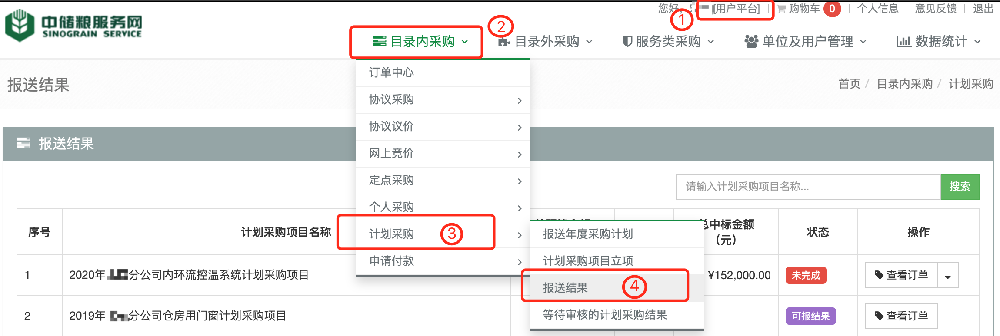 您好, [用户平台] | 购物车 0 | 个人信息 | 意见反馈 | 退出
①
中储粮服务网
SINOGRAIN SERVICE
②
目录内采购 目录外采购 服务类采购 单位及用户管理 数据统计
报送结果
首页 / 目录内采购 / 计划采购
订单中心
协议采购
协议议价
网上竞价
定点采购
个人采购
计划采购 ③
申请付款
报送年度采购计划
计划采购项目立项
报送结果 ④
等待审核的计划采购结果
报送结果
请输入计划采购项目名称... 搜索
序号 计划采购项目名称 总中标金额 状态 操作
（元）
1 2020年 分公司内环流控温系统计划采购项目 ¥152,000.00 未完成 查看订单
2 2019年 分公司仓房用门窗计划采购项目 可报结果 查看订单